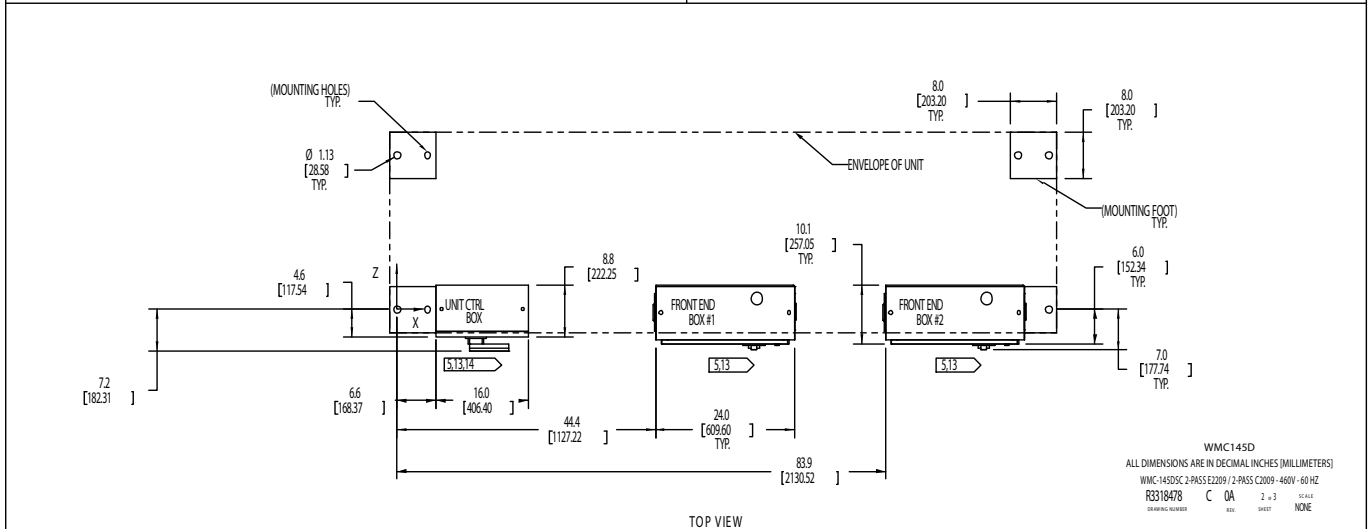 (MOUNTING HOLES)
TYP.
Ø 1.13
[28.58 ]
TYP.
8.0
[203.20 ]
TYP.
8.0
[203.20 ]
TYP.
ENVELOPE OF UNIT
(MOUNTING FOOT)
TYP.
4.6
[117.54 ]
Z
X
UNIT CTRL
BOX
8.8
[222.25 ]
FRONT END
BOX #1
10.1
[257.05 ]
TYP.
FRONT END
BOX #2
6.0
[152.34 ]
TYP.
5,13,14
5,13
5,13
7.0
[177.74 ]
TYP.
7.2
[182.31 ]
6.6
[168.37 ]
16.0
[406.40 ]
44.4
[1127.22 ]
24.0
[609.60 ]
TYP.
83.9
[2130.52 ]
TOP VIEW
WMC145D
ALL DIMENSIONS ARE IN DECIMAL INCHES [MILLIMETERS]
WMC-145DSC 2-PASS E2209 / 2-PASS C2009 - 460V - 60 HZ
R3318478 C 0A 2 of 3 SCALE
DRAWING NUMBER REV. SHEET NONE